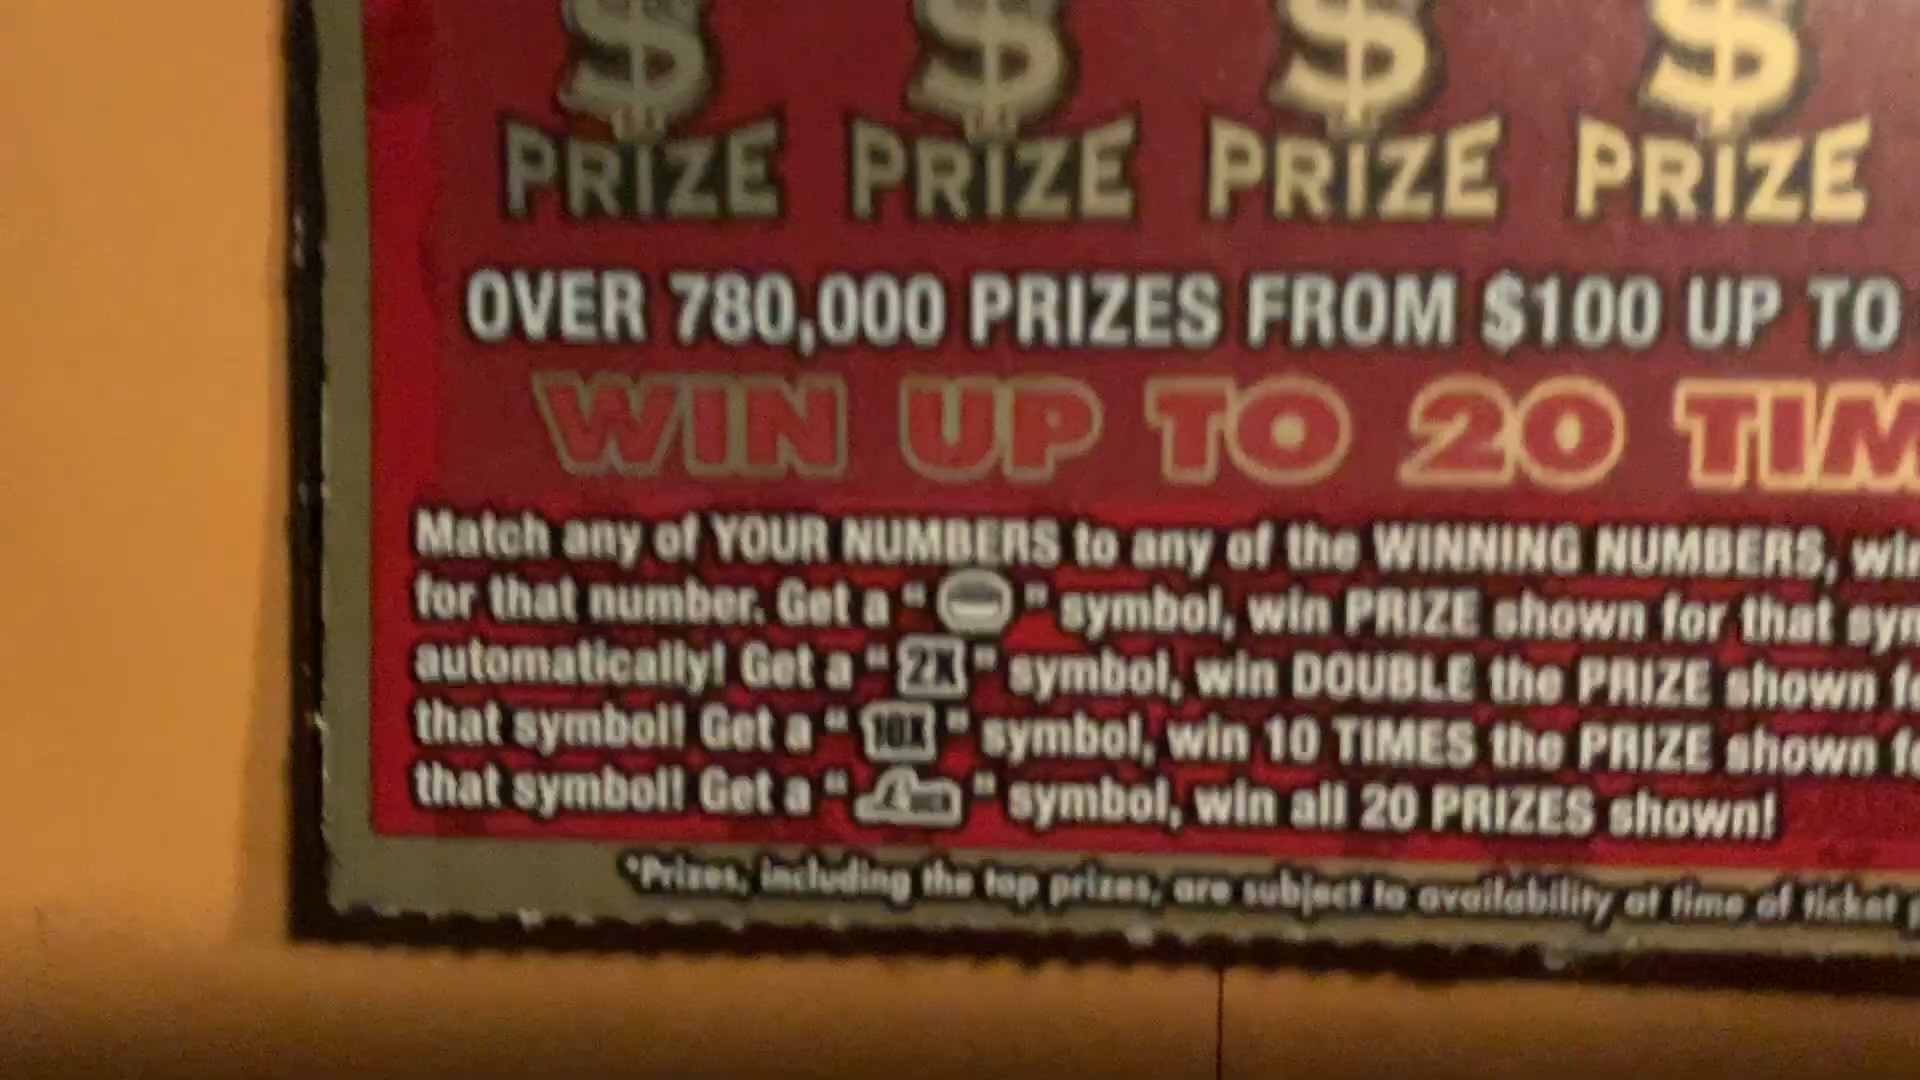 $ $ $ $
PRIZE PRIZE PRIZE PRIZE
OVER 780,000 PRIZES FROM $100 UP TO
WIN UP TO 20
Match any of YOUR NUMBERS to any of the WINNING NUMBERS,
for that number. Get a " " symbol, win PRIZE shown for that
automatically! Get a "2X" symbol, win DOUBLE the PRIZE shown
that symbol! Get a "10X" symbol, win 10 TIMES the PRIZE shown
that symbol! Get a " " symbol, win all 20 PRIZES shown!
*Prizes, including the top prizes, are subject to availability at time of ticket